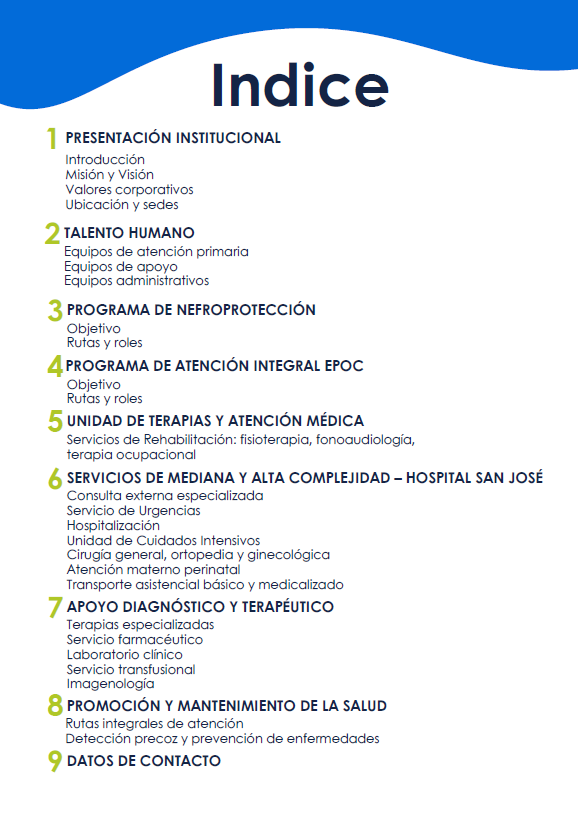 Indice
1 PRESENTACIÓN INSTITUCIONAL
Introducción
Misión y Visión
Valores corporativos
Ubicación y sedes
2 TALENTO HUMANO
Equipos de atención primaria
Equipos de apoyo
Equipos administrativos
3 PROGRAMA DE NEFROPROTECCIÓN
Objetivo
Rutas y roles
4 PROGRAMA DE ATENCIÓN INTEGRAL EPOC
Objetivo
Rutas y roles
5 UNIDAD DE TERAPIAS Y ATENCIÓN MÉDICA
Servicios de Rehabilitación: fisioterapia, fonoaudiología,
terapia ocupacional
6 SERVICIOS DE MEDIANA Y ALTA COMPLEJIDAD – HOSPITAL SAN JOSÉ
Consulta externa especializada
Servicio de Urgencias
Hospitalización
Unidad de Cuidados Intensivos
Cirugía general, ortopedia y ginecológica
Atención materno perinatal
Transporte asistencial básico y medicalizado
7 APOYO DIAGNÓSTICO Y TERAPÉUTICO
Terapias especializadas
Servicio farmacéutico
Laboratorio clínico
Servicio transfusional
Imagenología
8 PROMOCIÓN Y MANTENIMIENTO DE LA SALUD
Rutas integrales de atención
Detección precoz y prevención de enfermedades
9 DATOS DE CONTACTO